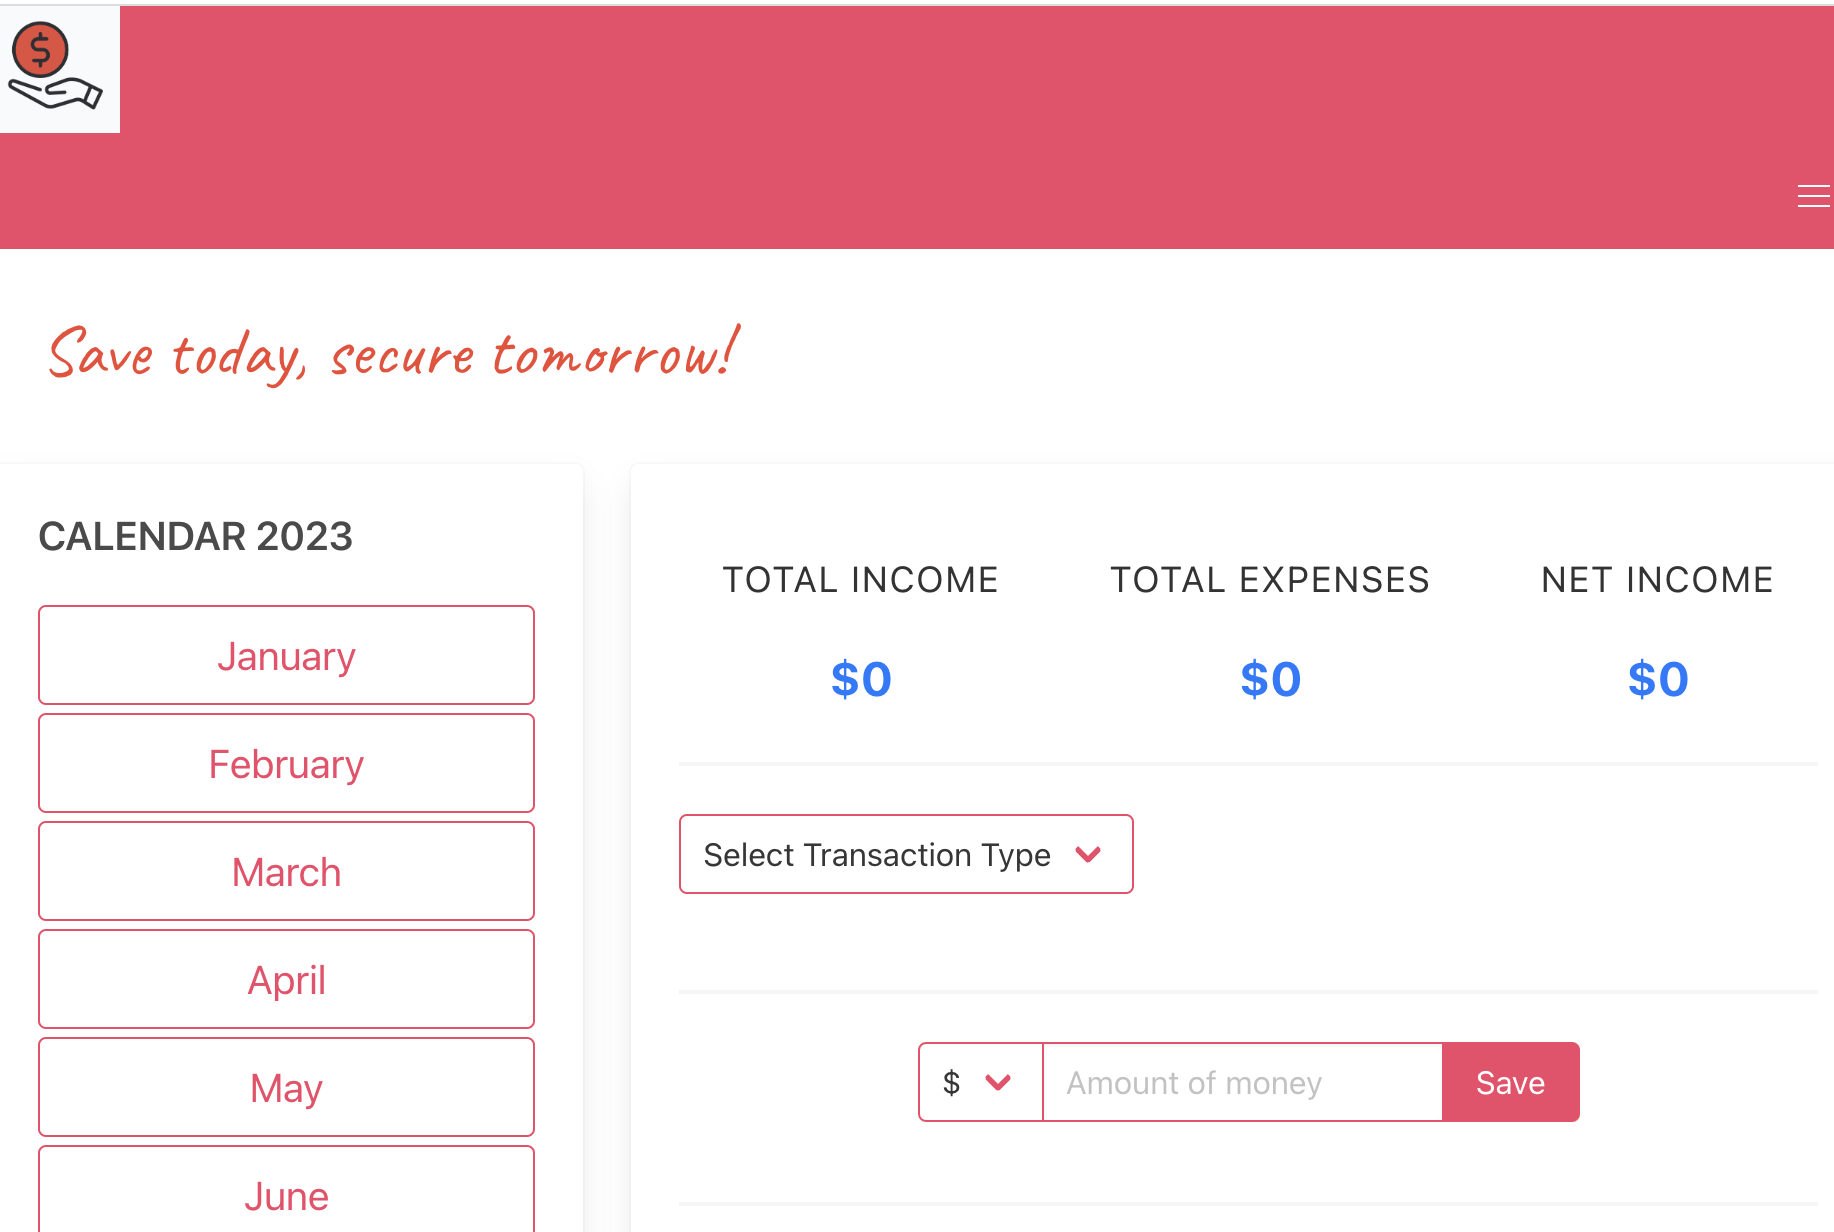 $
Save today, secure tomorrow!
CALENDAR 2023
January
February
March
April
May
June
TOTAL INCOME
TOTAL EXPENSES
NET INCOME
$0
$0
$0
Select Transaction Type
$
Amount of money
Save